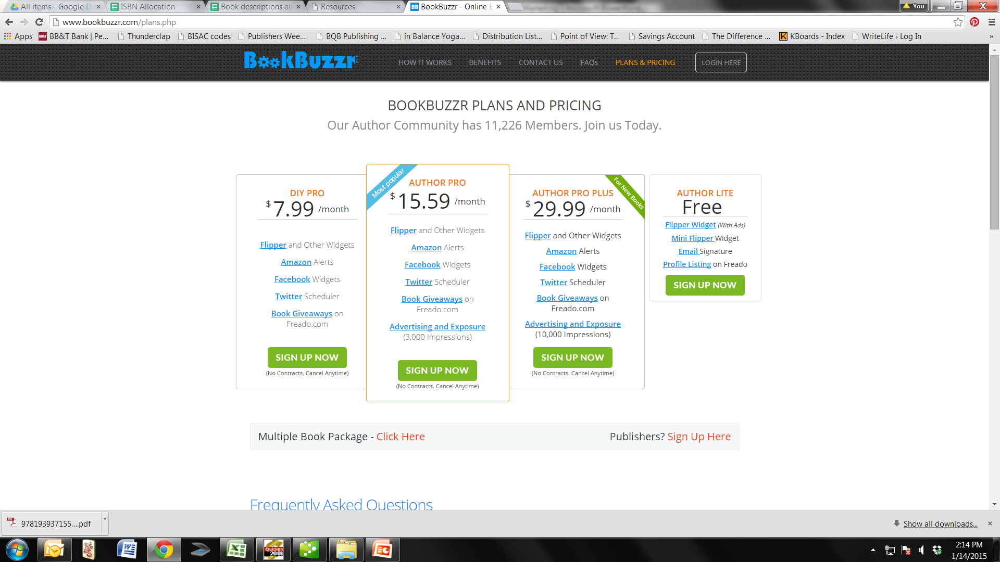 All items - Google D
ISBN Allocation
Book descriptions an
Resources
BB BookBuzzr - Online E
You
www.bookbuzzr.com/plans.php
Apps
BB&T BB&T Bank | Pe...
Thunderclap
BISAC codes
Publishers Wee...
BQB Publishing ...
in Balance Yoga...
Distribution List...
Point of View: T...
Savings Account
The Difference ...
K KBoards - Index
WriteLife › Log In
»
BookBuzzr
HOW IT WORKS
BENEFITS
CONTACT US
FAQs
PLANS & PRICING
LOGIN HERE
BOOKBUZZR PLANS AND PRICING
Our Author Community has 11,226 Members. Join us Today.
DIY PRO
$7.99 /month
Flipper and Other Widgets
Amazon Alerts
Facebook Widgets
Twitter Scheduler
Book Giveaways on
Freado.com
SIGN UP NOW
(No Contracts. Cancel Anytime)
Most popular
AUTHOR PRO
$15.59 /month
Flipper and Other Widgets
Amazon Alerts
Facebook Widgets
Twitter Scheduler
Book Giveaways on
Freado.com
Advertising and Exposure
(3,000 Impressions)
SIGN UP NOW
(No Contracts. Cancel Anytime)
For New Books
AUTHOR PRO PLUS
$29.99 /month
Flipper and Other Widgets
Amazon Alerts
Facebook Widgets
Twitter Scheduler
Book Giveaways on
Freado.com
Advertising and Exposure
(10,000 Impressions)
SIGN UP NOW
(No Contracts. Cancel Anytime)
AUTHOR LITE
Free
Flipper Widget (With Ads)
Mini Flipper Widget
Email Signature
Profile Listing on Freado
SIGN UP NOW
Multiple Book Package - Click Here
Publishers? Sign Up Here
Frequently Asked Questions
978193937155....pdf
Show all downloads...
Quicken
2001
2:14 PM
1/14/2015